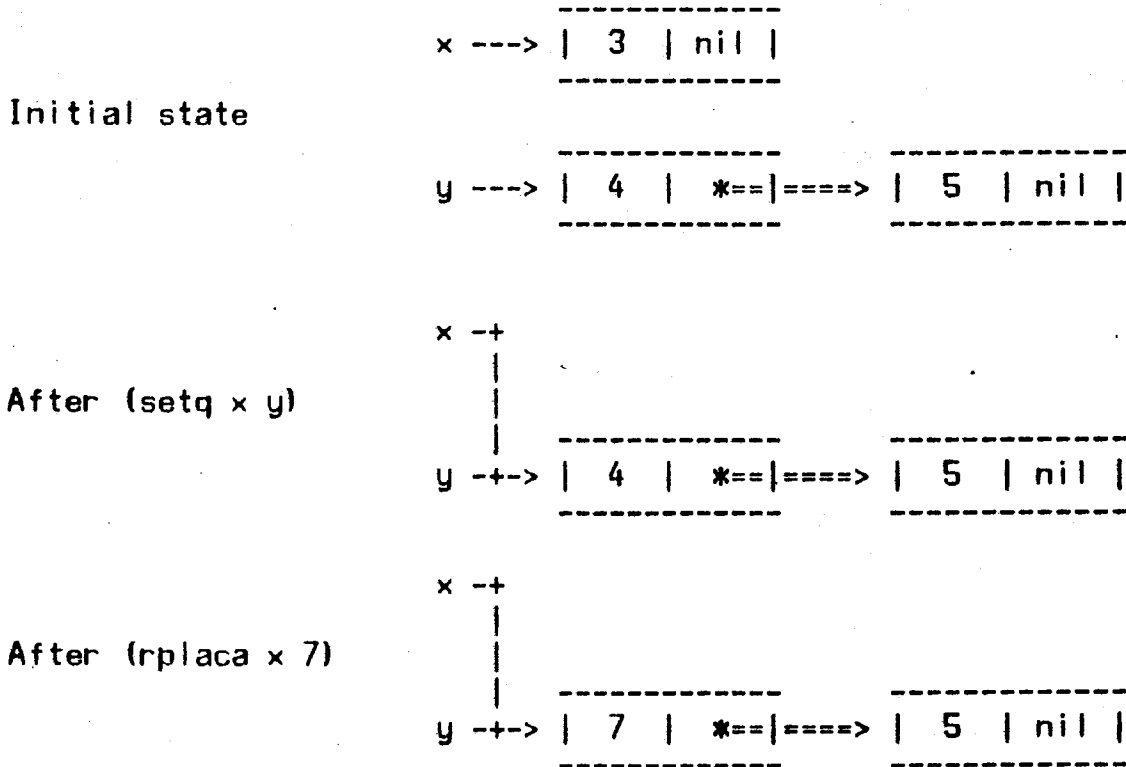 -------------
                         x ---> |  3  | nil |
                                 -------------
Initial state
                                 -------------        -------------
                         y ---> |  4  |  *==|====> |  5  | nil |
                                 -------------        -------------
                         x -+
                            |
                            |
After (setq x y)            |
                            |    -------------        -------------
                         y -+-> |  4  |  *==|====> |  5  | nil |
                                 -------------        -------------
                         x -+
                            |
                            |
After (rplaca x 7)          |
                            |    -------------        -------------
                         y -+-> |  7  |  *==|====> |  5  | nil |
                                 -------------        -------------